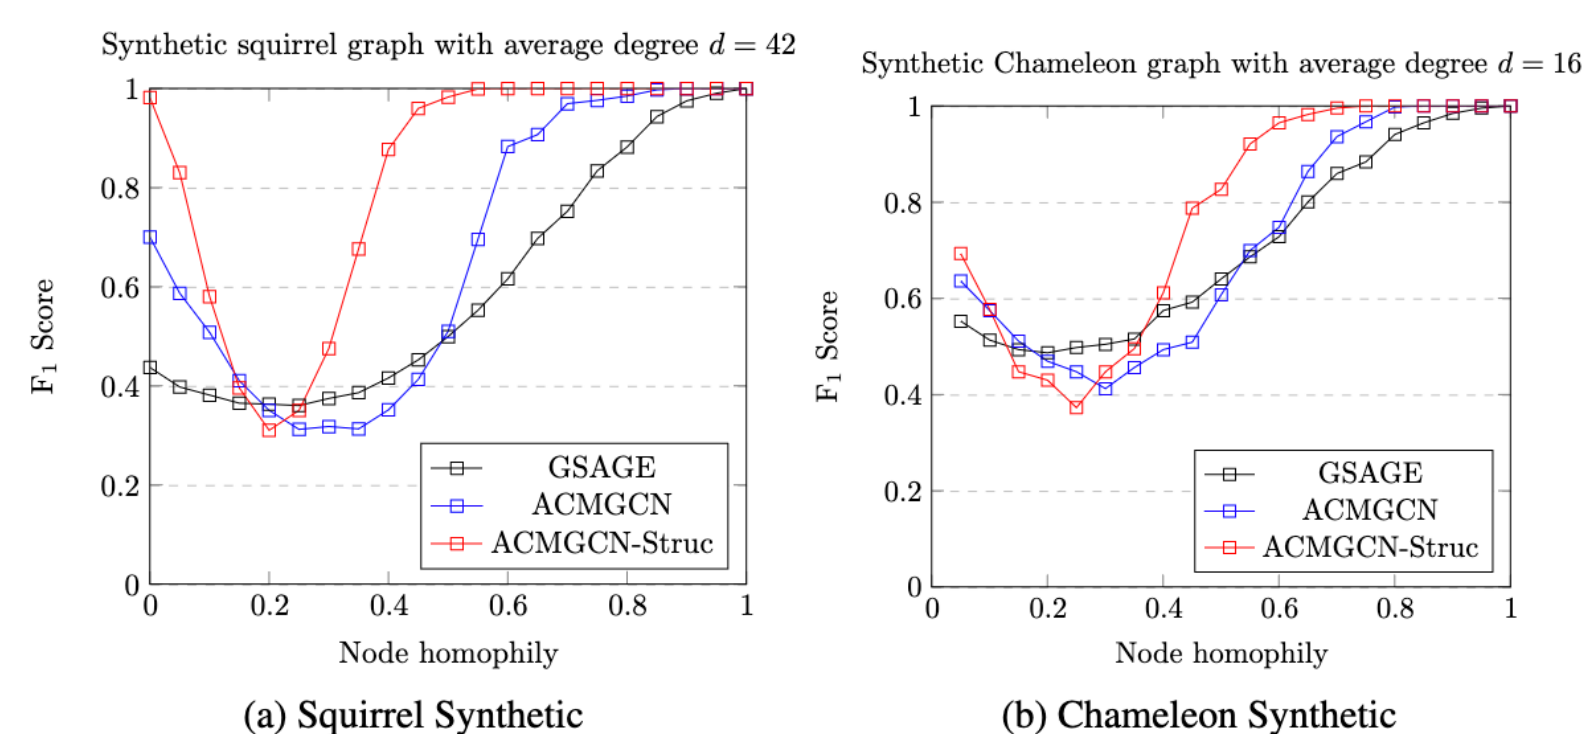 Synthetic squirrel graph with average degree d = 42
1
0.8
0.6
0.4
0.2
0
F1 Score
0 0.2 0.4 0.6 0.8 1
Node homophily
GSAGE
ACMGCN
ACMGCN-Struc
(a) Squirrel Synthetic
Synthetic Chameleon graph with average degree d = 16
1
0.8
0.6
0.4
0.2
0
F1 Score
0 0.2 0.4 0.6 0.8 1
Node homophily
GSAGE
ACMGCN
ACMGCN-Struc
(b) Chameleon Synthetic